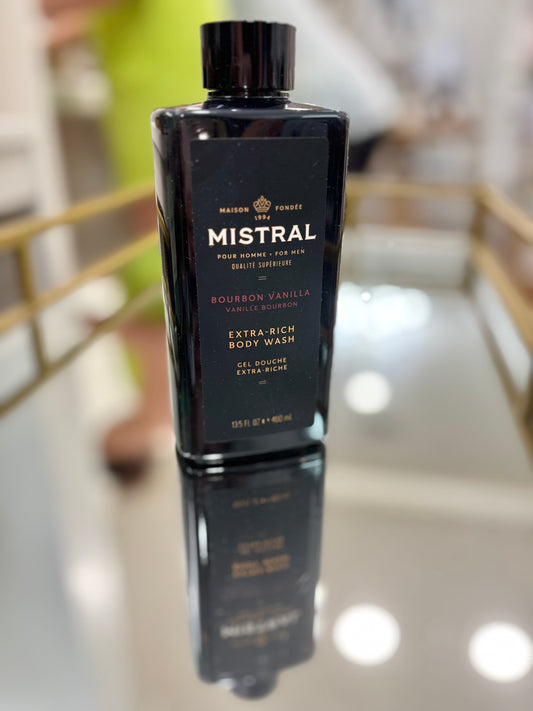 MAISON FONDÉE
1994
MISTRAL
POUR HOMME • FOR MEN
QUALITÉ SUPÉRIEURE
BOURBON VANILLA
VANILLE BOURBON
EXTRA-RICH
BODY WASH
GEL DOUCHE
EXTRA-RICHE
13.5 FL OZ e 400 mL